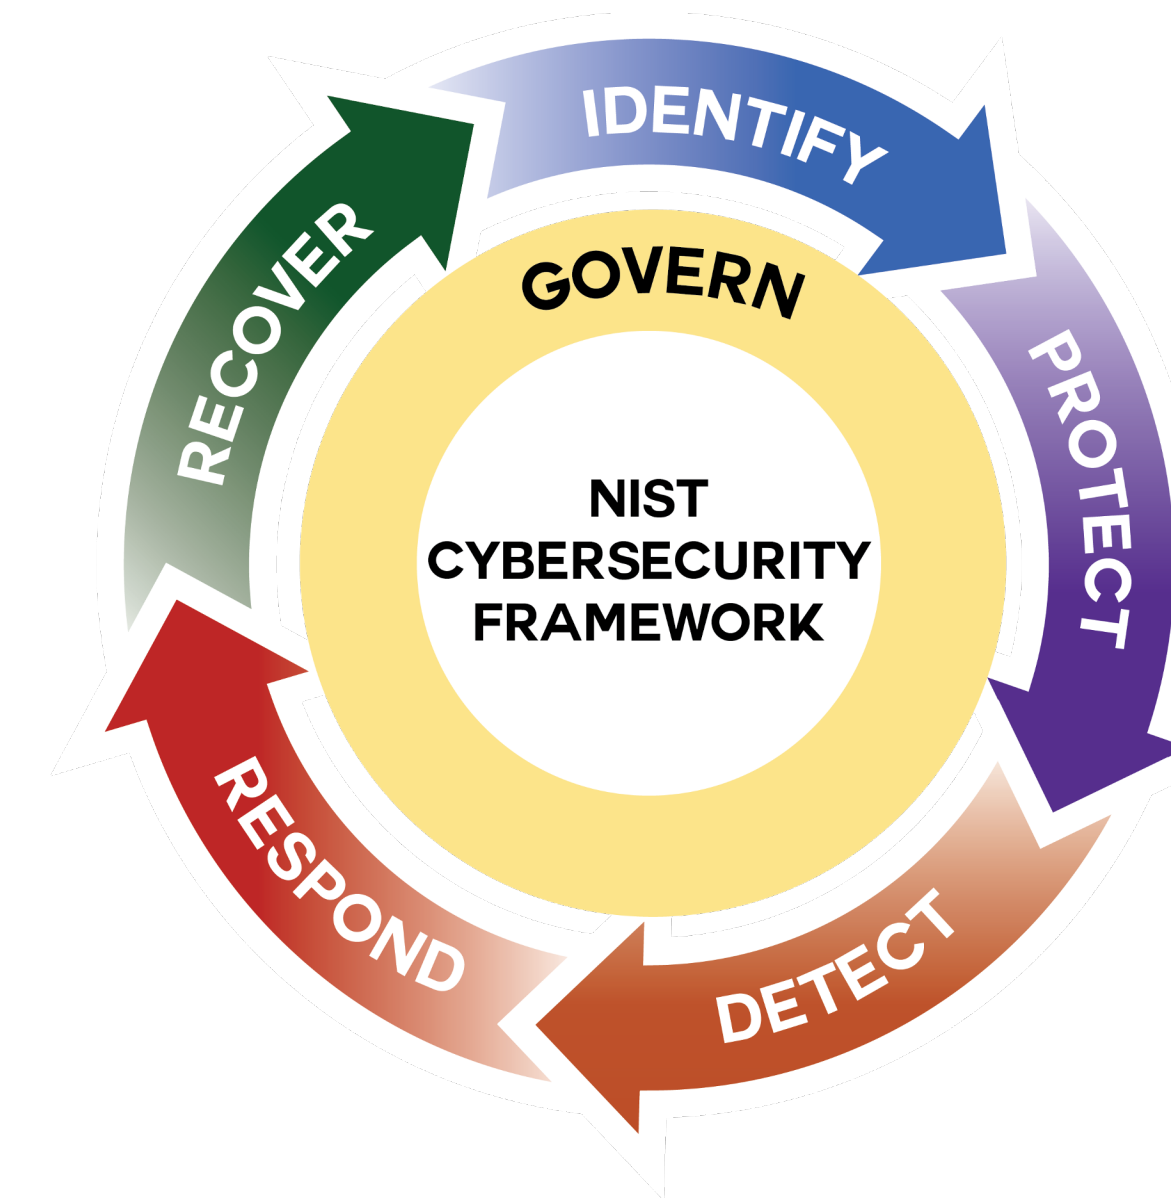 IDENTIFY
PROTECT
DETECT
RESPOND
RECOVER
GOVERN
NIST
CYBERSECURITY
FRAMEWORK